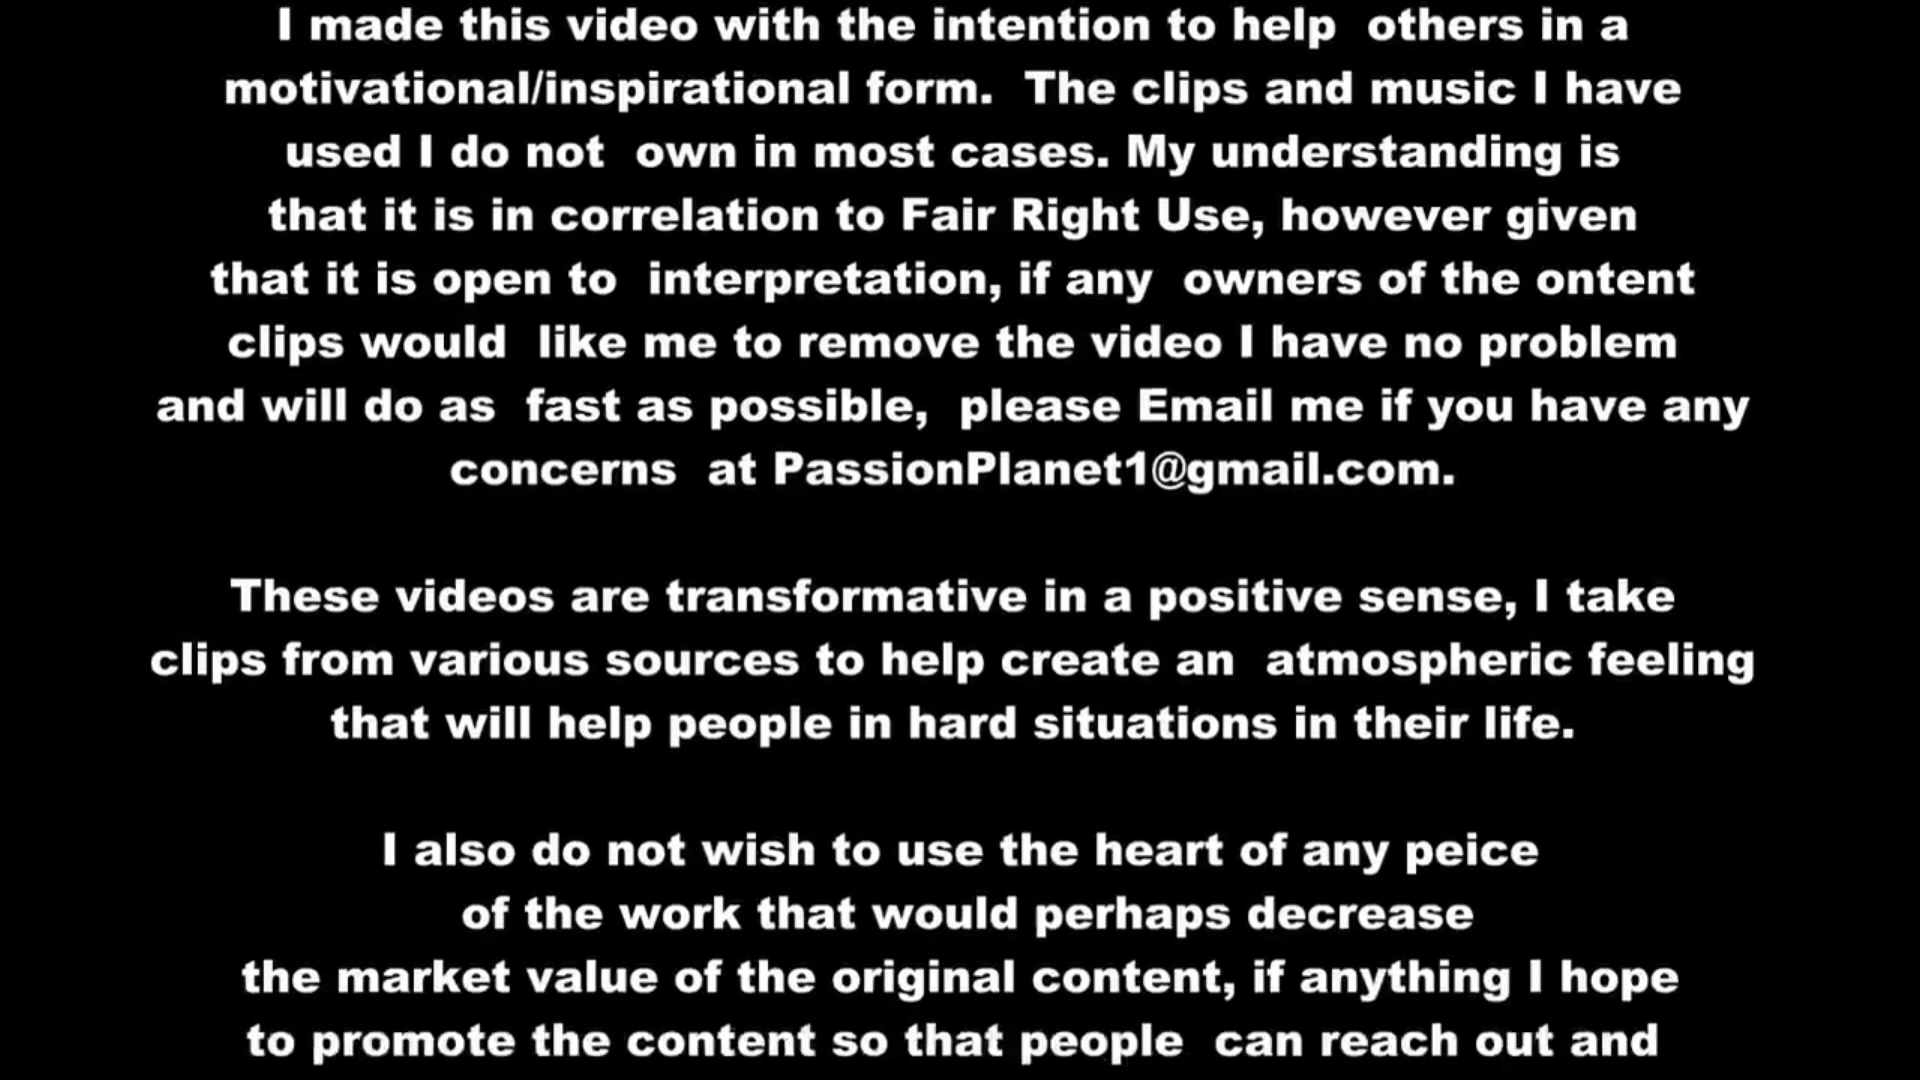 I made this video with the intention to help  others in a
motivational/inspirational form.  The clips and music I have
used I do not  own in most cases. My understanding is
that it is in correlation to Fair Right Use, however given
that it is open to  interpretation, if any  owners of the ontent
clips would  like me to remove the video I have no problem
and will do as  fast as possible,  please Email me if you have any
concerns  at PassionPlanet1@gmail.com.
These videos are transformative in a positive sense, I take
clips from various sources to help create an  atmospheric feeling
that will help people in hard situations in their life.
I also do not wish to use the heart of any peice
of the work that would perhaps decrease
the market value of the original content, if anything I hope
to promote the content so that people  can reach out and